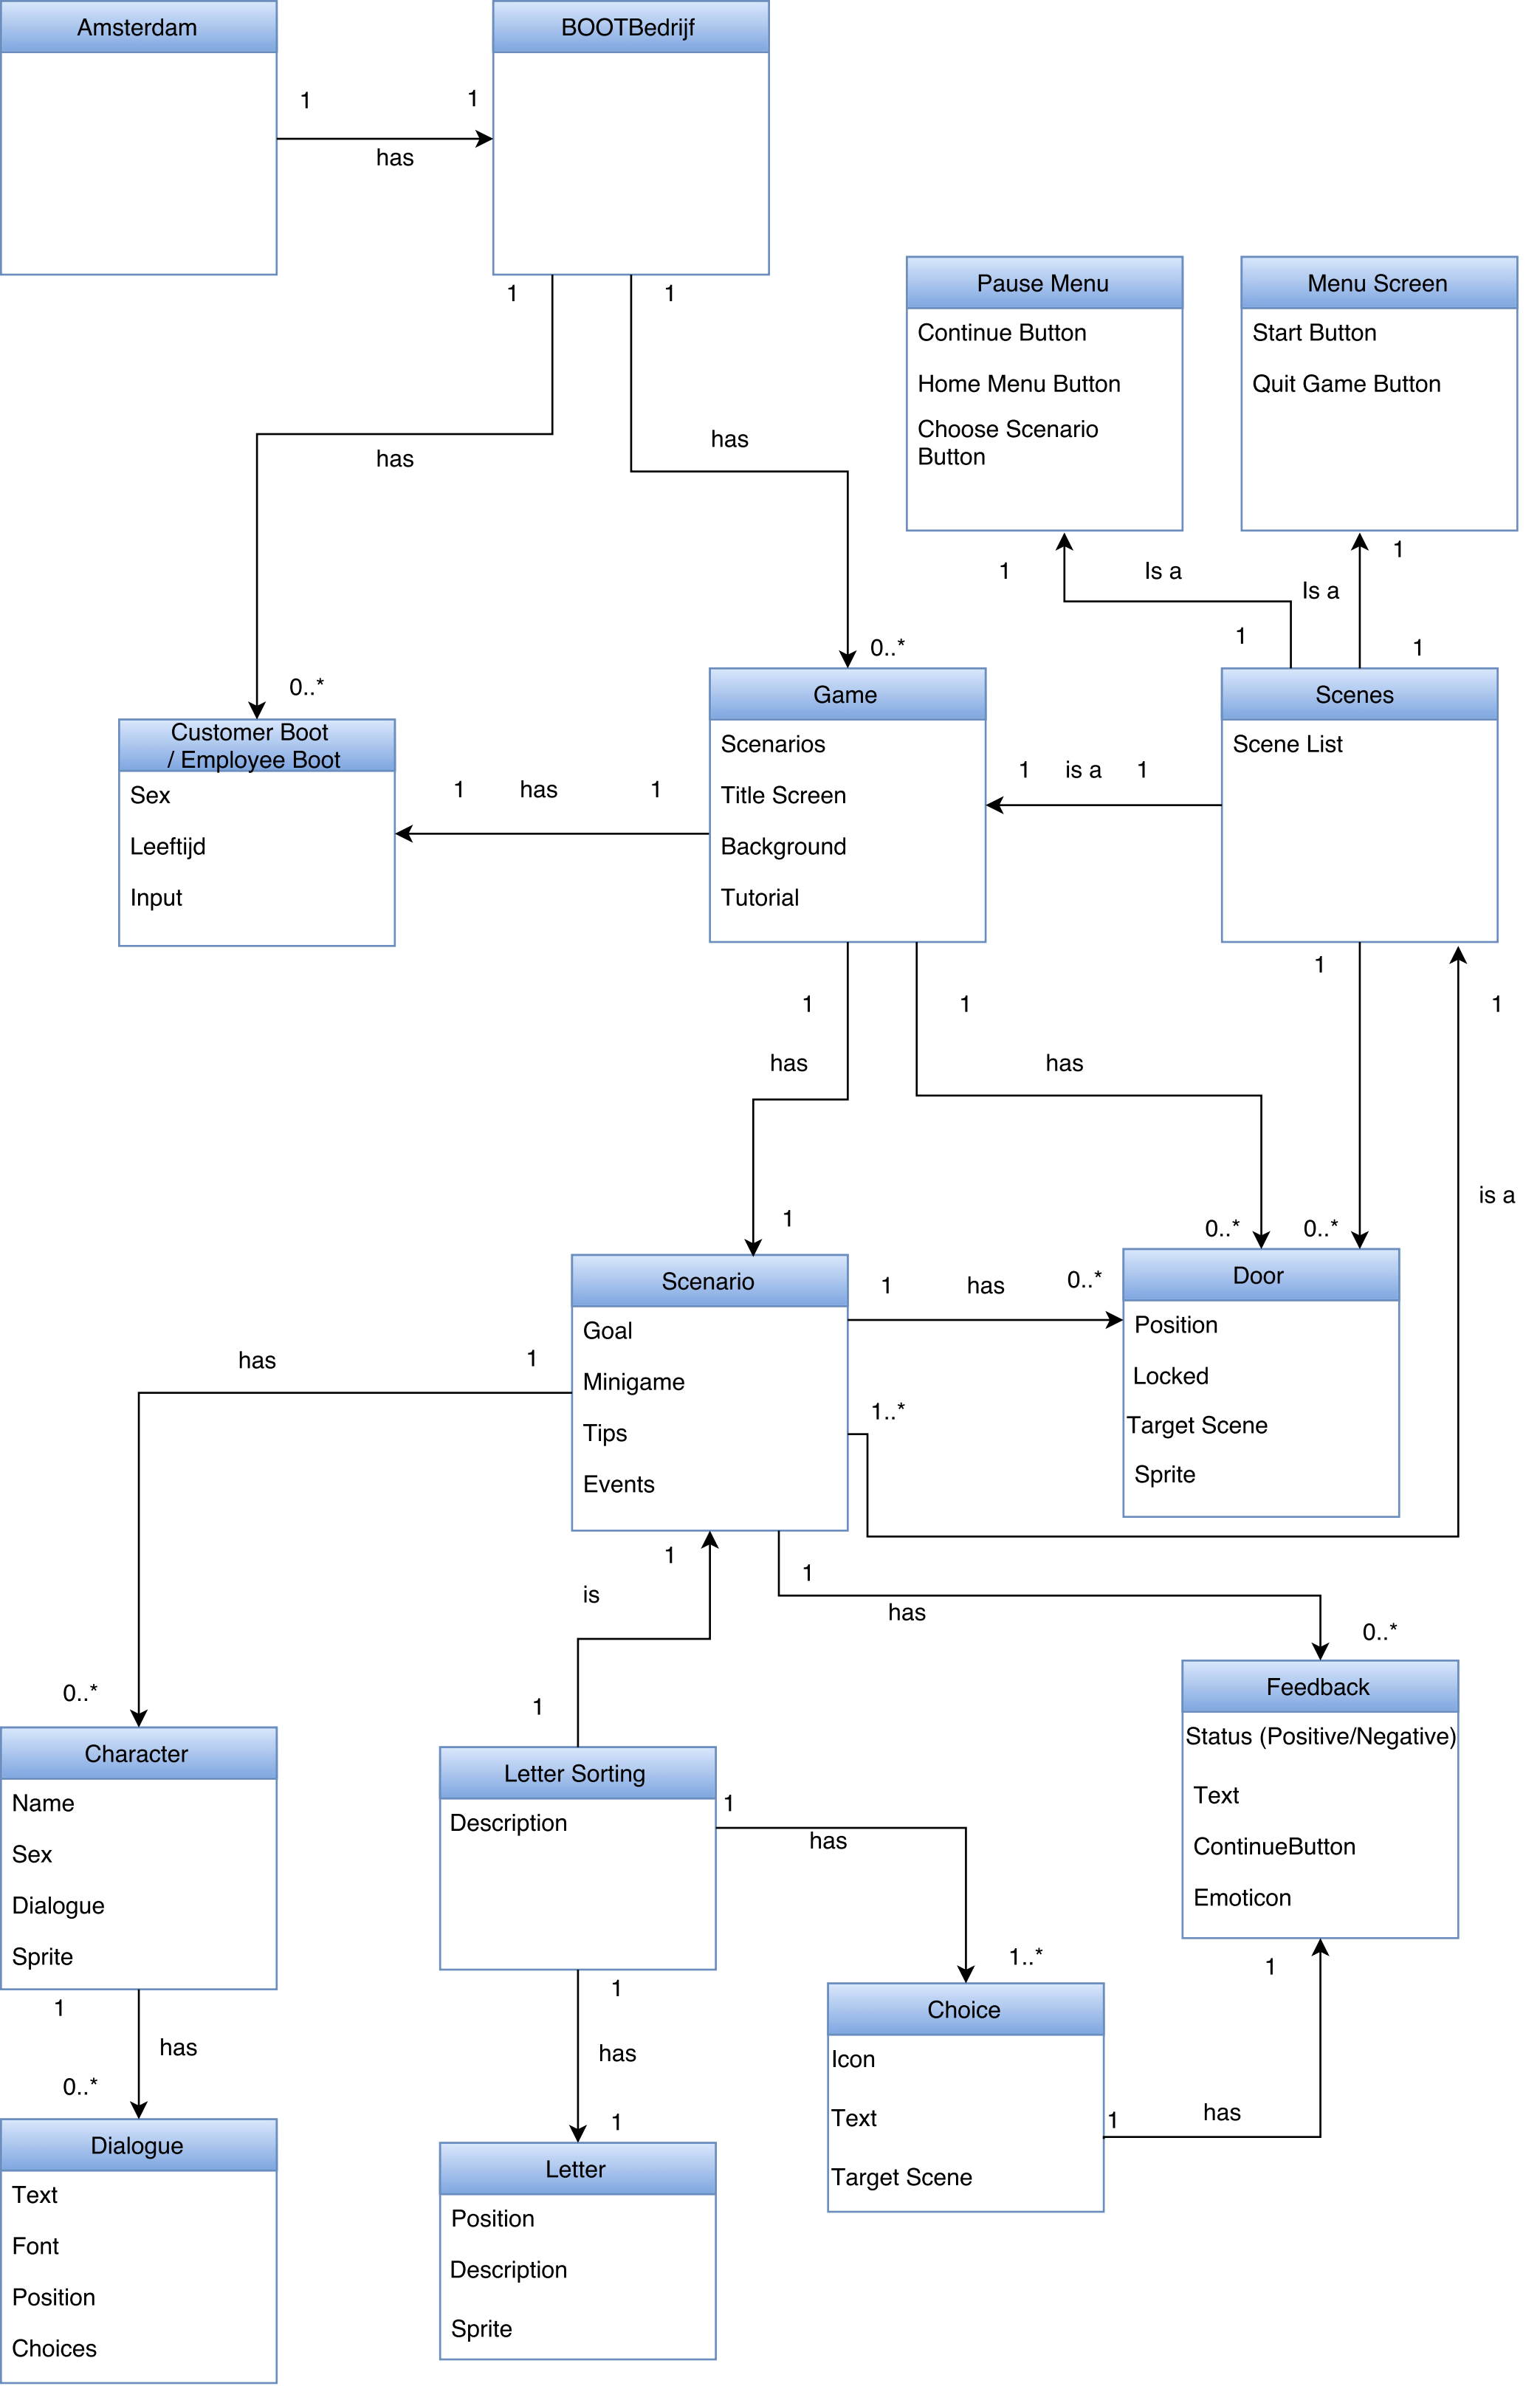 Amsterdam
BOOTBedrijf
1
1
has
1
1
Pause Menu
Continue Button
Home Menu Button
Choose Scenario
Button
Menu Screen
Start Button
Quit Game Button
has
has
1
Is a
1
Is a
1
1
0..*
0..*
Customer Boot
/ Employee Boot
Sex
Leeftijd
Input
1
has
1
Game
Scenarios
Title Screen
Background
Tutorial
1
is a
1
Scenes
Scene List
1
1
1
1
has
has
is a
1
0..*
0..*
Scenario
Goal
Minigame
Tips
Events
1
has
0..*
Door
Position
Locked
Target Scene
Sprite
has
1
1..*
1
is
1
has
0..*
0..*
1
Feedback
Status (Positive/Negative)
Text
ContinueButton
Emoticon
Character
Name
Sex
Dialogue
Sprite
Letter Sorting
Description
1
has
1..*
1
1
has
0..*
1
has
1
Choice
Icon
Text
Target Scene
1
has
1
Dialogue
Text
Font
Position
Choices
Letter
Position
Description
Sprite